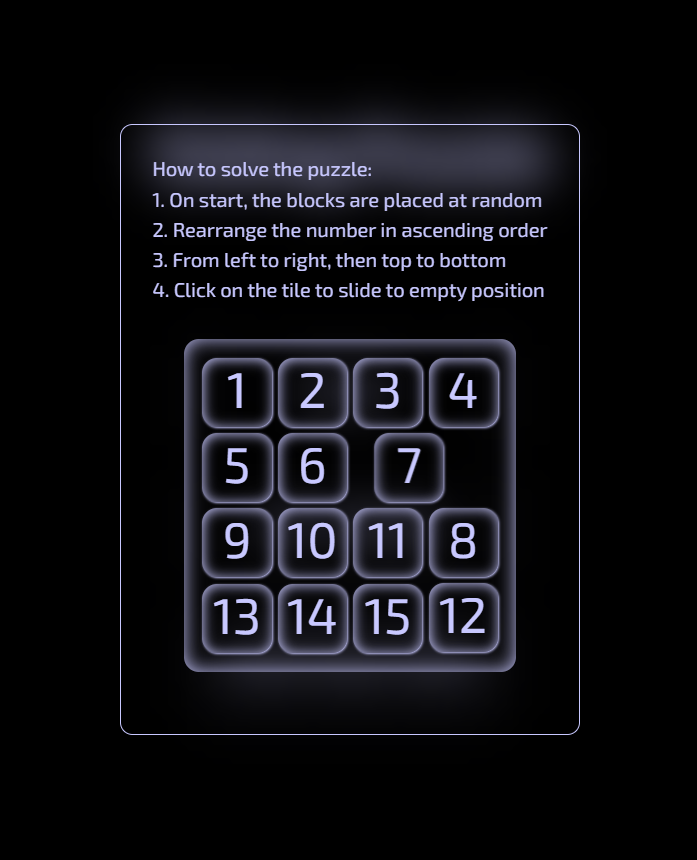 How to solve the puzzle:
1. On start, the blocks are placed at random
2. Rearrange the number in ascending order
3. From left to right, then top to bottom
4. Click on the tile to slide to empty position
1 2 3 4
5 6 7
9 10 11 8
13 14 15 12